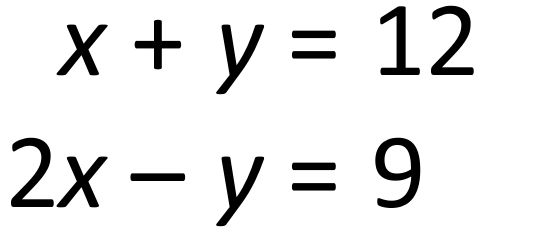 x + y = 12
2x − y = 9